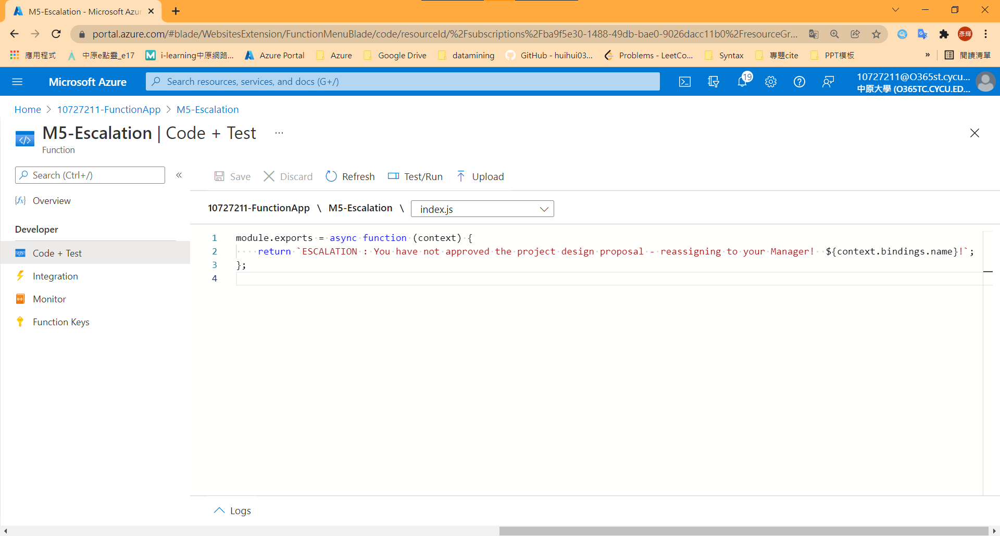 M5-Escalation - Microsoft Azur
portal.azure.com/#blade/WebsitesExtension/FunctionMenuBlade/code/resourceId/%2Fsubscriptions%2Fba9f5e30-1488-49db-bae0-9026dacc11b0%2FresourceGr...
彥輝
應用程式
中原e點靈_e17
i-learning中原網路...
Azure Portal
Azure
Google Drive
datamining
GitHub - huihui03...
Problems - LeetCo...
Syntax
專題cite
PPT模板
»
閱讀清單
Microsoft Azure
Search resources, services, and docs (G+/)
19
10727211@O365st.cycu...
中原大學 (O365TC.CYCU.ED...
Home > 10727211-FunctionApp > M5-Escalation
M5-Escalation | Code + Test ...
Function
Search (Ctrl+/)
«
Save
Discard
Refresh
Test/Run
Upload
Overview
Developer
Code + Test
Integration
Monitor
Function Keys
10727211-FunctionApp \ M5-Escalation \ index.js
1 module.exports = async function (context) {
2 return `ESCALATION : You have not approved the project design proposal - reassigning to your Manager!  ${context.bindings.name}!`;
3 };
4
Logs